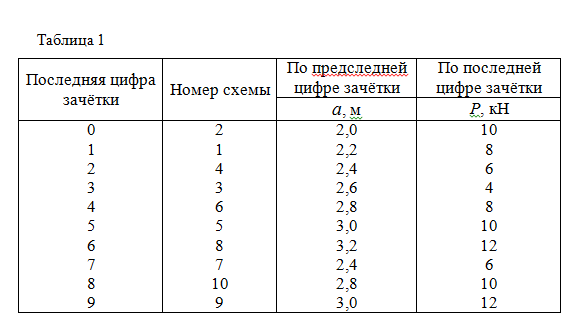 Таблица 1
Последняя цифра зачётки
Номер схемы
По предследней цифре зачётки
По последней цифре зачётки
a, м
P, кН
0 2 2,0 10
1 1 2,2 8
2 4 2,4 6
3 3 2,6 4
4 6 2,8 8
5 5 3,0 10
6 8 3,2 12
7 7 2,4 6
8 10 2,8 10
9 9 3,0 12